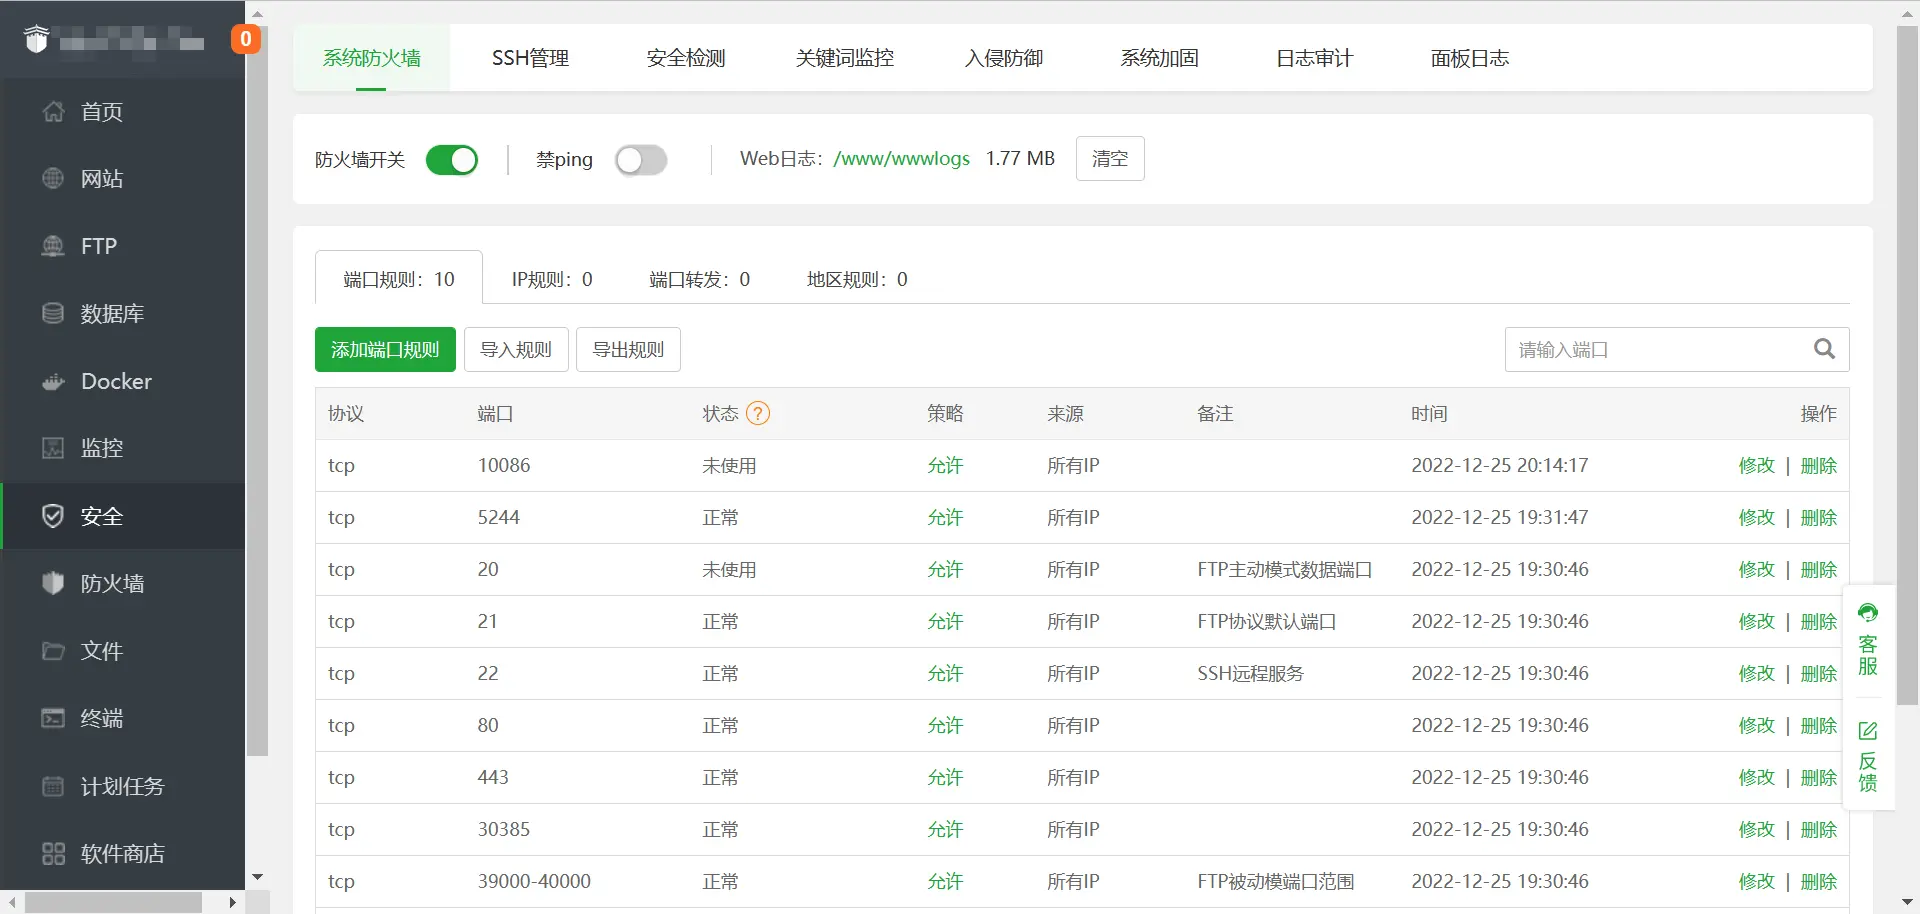 0
首页
网站
FTP
数据库
Docker
监控
安全
防火墙
文件
终端
计划任务
软件商店
系统防火墙 SSH管理 安全检测 关键词监控 入侵防御 系统加固 日志审计 面板日志
防火墙开关 禁ping Web日志：/www/wwwlogs 1.77 MB 清空
端口规则：10 IP规则：0 端口转发：0 地区规则：0
添加端口规则 导入规则 导出规则 请输入端口
协议 端口 状态 ? 策略 来源 备注 时间 操作
tcp 10086 未使用 允许 所有IP 2022-12-25 20:14:17 修改 | 删除
tcp 5244 正常 允许 所有IP 2022-12-25 19:31:47 修改 | 删除
tcp 20 未使用 允许 所有IP FTP主动模式数据端口 2022-12-25 19:30:46 修改 | 删除
tcp 21 正常 允许 所有IP FTP协议默认端口 2022-12-25 19:30:46 修改 | 删除
tcp 22 正常 允许 所有IP SSH远程服务 2022-12-25 19:30:46 修改 | 删除
tcp 80 正常 允许 所有IP 2022-12-25 19:30:46 修改 | 删除
tcp 443 正常 允许 所有IP 2022-12-25 19:30:46 修改 | 删除
tcp 30385 正常 允许 所有IP 2022-12-25 19:30:46 修改 | 删除
tcp 39000-40000 正常 允许 所有IP FTP被动模端口范围 2022-12-25 19:30:46 修改 | 删除
客服
反馈